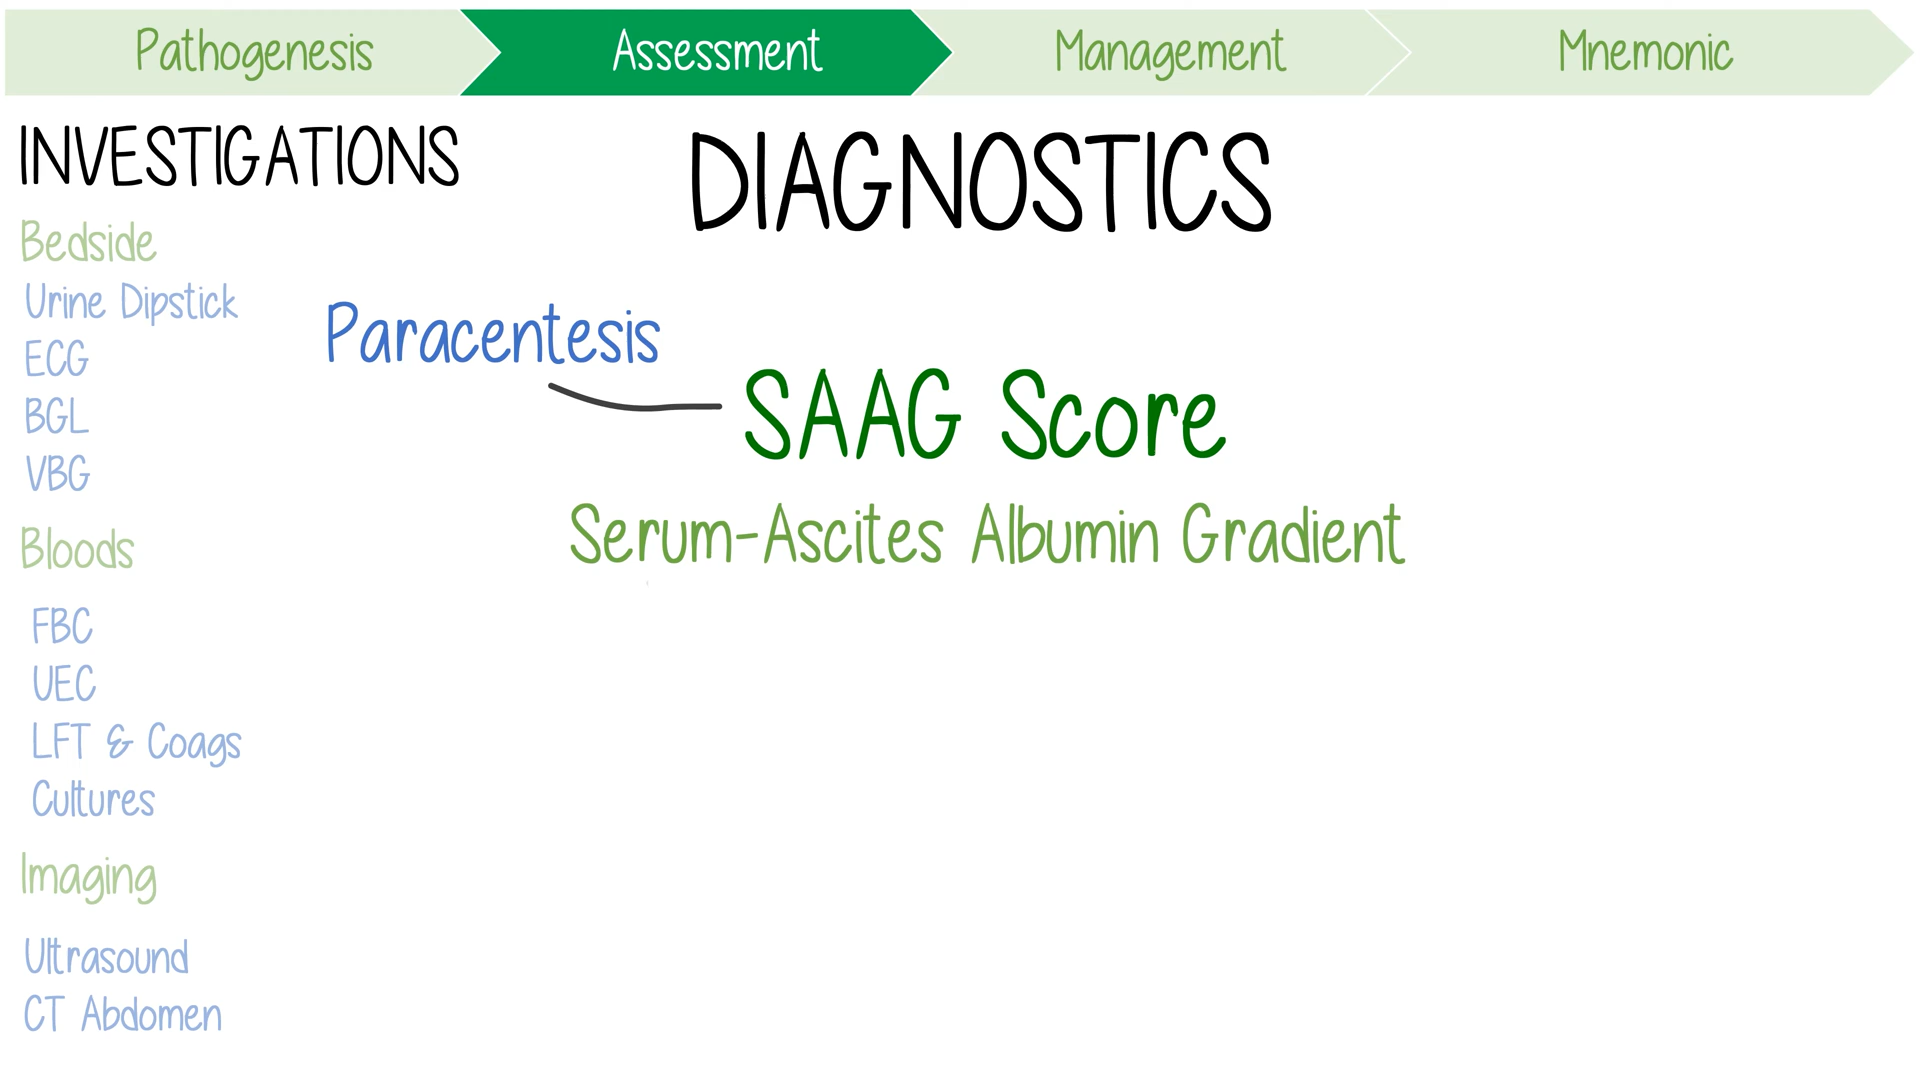 Pathogenesis
Assessment
Management
Mnemonic
INVESTIGATIONS
Bedside
Urine Dipstick
ECG
BGL
VBG
Bloods
FBC
UEC
LFT & Coags
Cultures
Imaging
Ultrasound
CT Abdomen
DIAGNOSTICS
Paracentesis
SAAG Score
Serum-Ascites Albumin Gradient